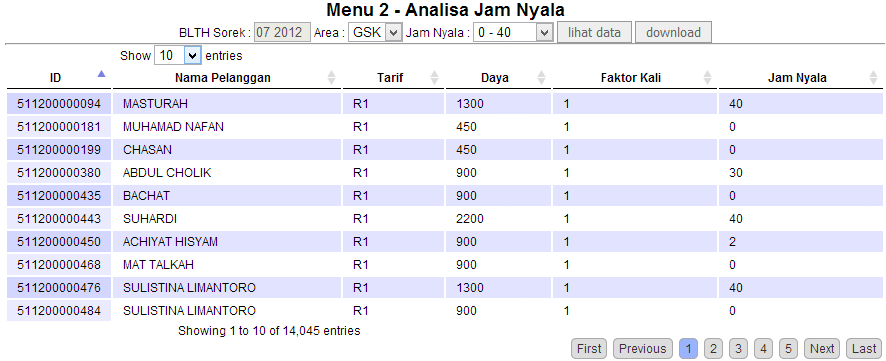 Menu 2 - Analisa Jam Nyala
BLTH Sorek : 07 2012 Area : GSK Jam Nyala : 0 - 40 lihat data download
Show 10 entries
ID Nama Pelanggan Tarif Daya Faktor Kali Jam Nyala
511200000094 MASTURAH R1 1300 1 40
511200000181 MUHAMAD NAFAN R1 450 1 0
511200000199 CHASAN R1 450 1 0
511200000380 ABDUL CHOLIK R1 900 1 30
511200000435 BACHAT R1 900 1 0
511200000443 SUHARDI R1 2200 1 40
511200000450 ACHIYAT HISYAM R1 900 1 2
511200000468 MAT TALKAH R1 900 1 0
511200000476 SULISTINA LIMANTORO R1 1300 1 40
511200000484 SULISTINA LIMANTORO R1 900 1 0
Showing 1 to 10 of 14,045 entries
First Previous 1 2 3 4 5 Next Last